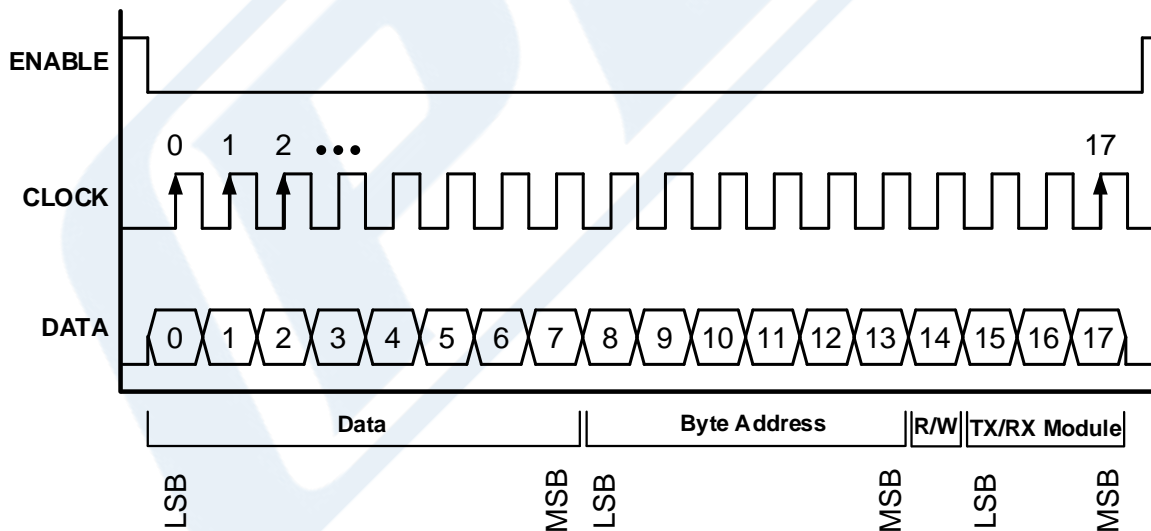 ENABLE
0 1 2 ••• 17
CLOCK
DATA 0 1 2 3 4 5 6 7 8 9 10 11 12 13 14 15 16 17
Data Byte Address R/W TX/RX Module
LSB MSB LSB MSB LSB MSB